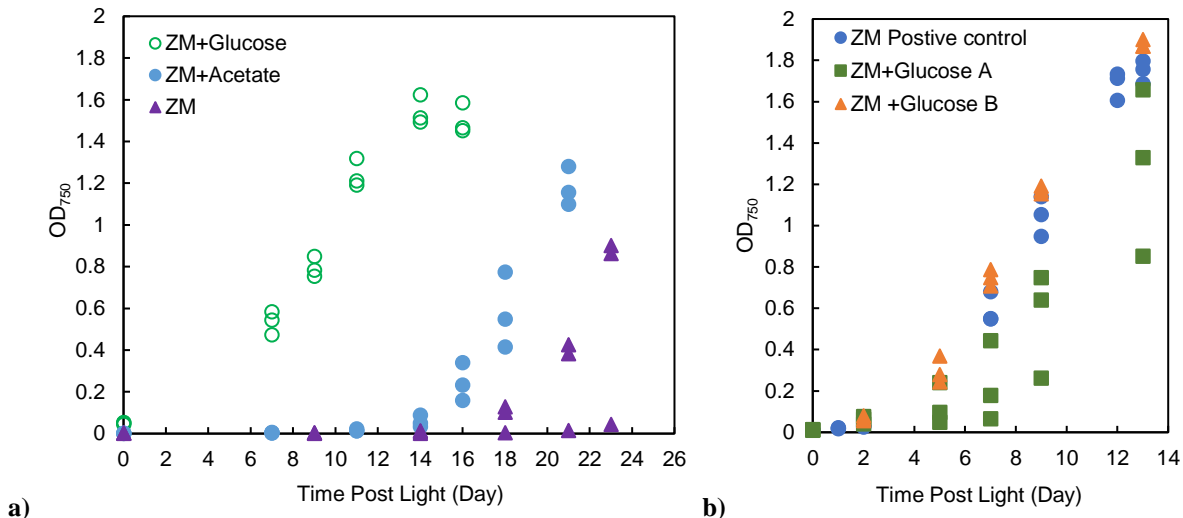 2
1.8
1.6
1.4
1.2
1
0.8
0.6
0.4
0.2
0
OD750
ZM+Glucose
ZM+Acetate
ZM
0 2 4 6 8 10 12 14 16 18 20 22 24 26
Time Post Light (Day)
a)
2
1.8
1.6
1.4
1.2
1
0.8
0.6
0.4
0.2
0
OD750
ZM Postive control
ZM+Glucose A
ZM +Glucose B
0 2 4 6 8 10 12 14
Time Post Light (Day)
b)